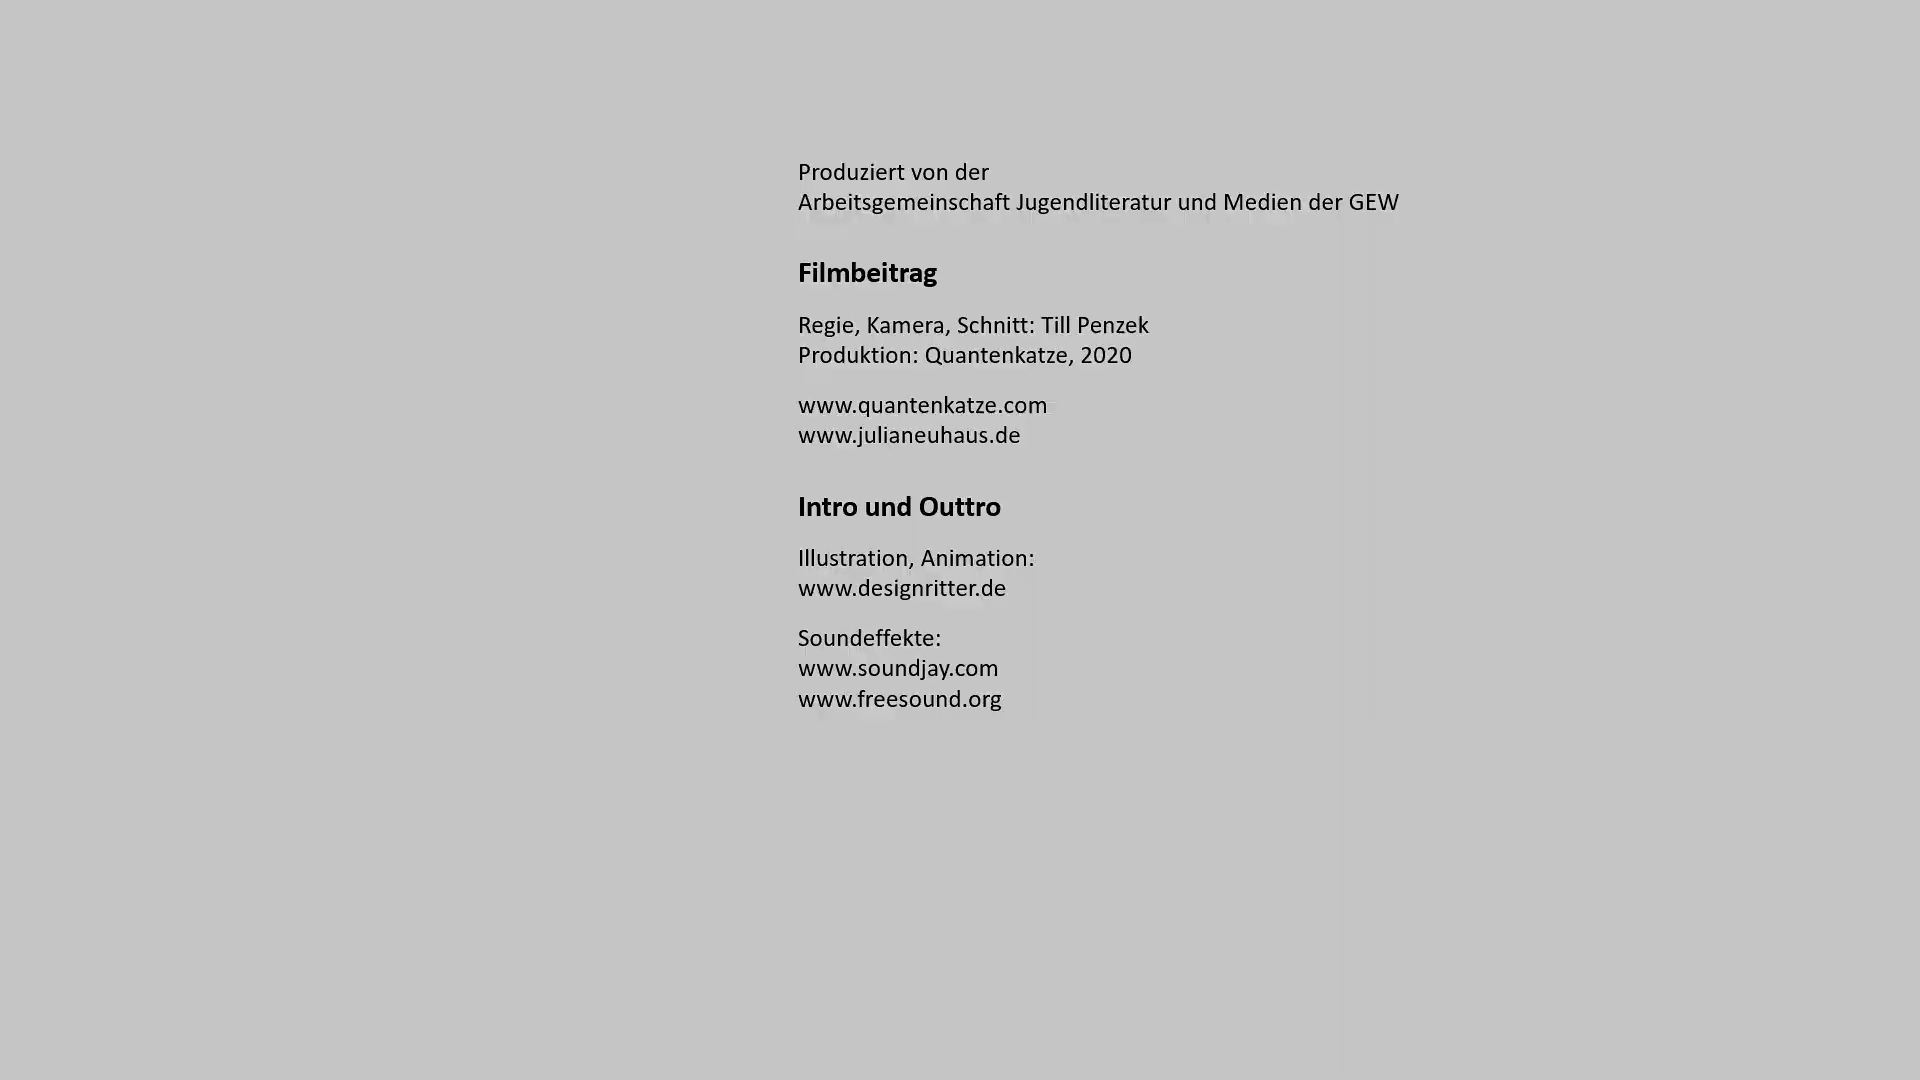 Produziert von der
Arbeitsgemeinschaft Jugendliteratur und Medien der GEW
Filmbeitrag
Regie, Kamera, Schnitt: Till Penzek
Produktion: Quantenkatze, 2020
www.quantenkatze.com
www.julianeuhaus.de
Intro und Outtro
Illustration, Animation:
www.designritter.de
Soundeffekte:
www.soundjay.com
www.freesound.org